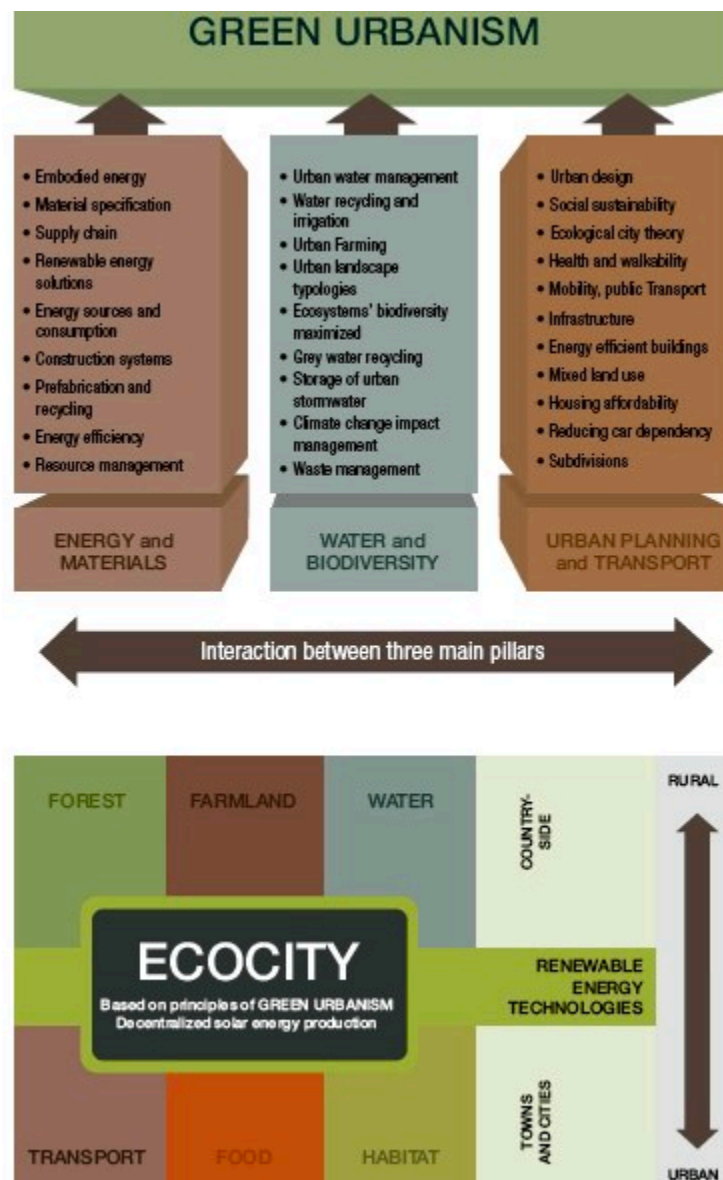 GREEN URBANISM
• Embodied energy
• Material specification
• Supply chain
• Renewable energy
solutions
• Energy sources and
consumption
• Construction systems
• Prefabrication and
recycling
• Energy efficiency
• Resource management
ENERGY and
MATERIALS
• Urban water management
• Water recycling and
irrigation
• Urban Farming
• Urban landscape
typologies
• Ecosystems' biodiversity
maximized
• Grey water recycling
• Storage of urban
stormwater
• Climate change impact
management
• Waste management
WATER and
BIODIVERSITY
• Urban design
• Social sustainability
• Ecological city theory
• Health and walkability
• Mobility, public Transport
• Infrastructure
• Energy efficient buildings
• Mixed land use
• Housing affordability
• Reducing car dependency
• Subdivisions
URBAN PLANNING
and TRANSPORT
Interaction between three main pillars
FOREST
FARMLAND
WATER
COUNTRY-
SIDE
RURAL
ECOCITY
Based on principles of GREEN URBANISM
Decentralized solar energy production
RENEWABLE
ENERGY
TECHNOLOGIES
TRANSPORT
FOOD
HABITAT
TOWNS
AND CITIES
URBAN